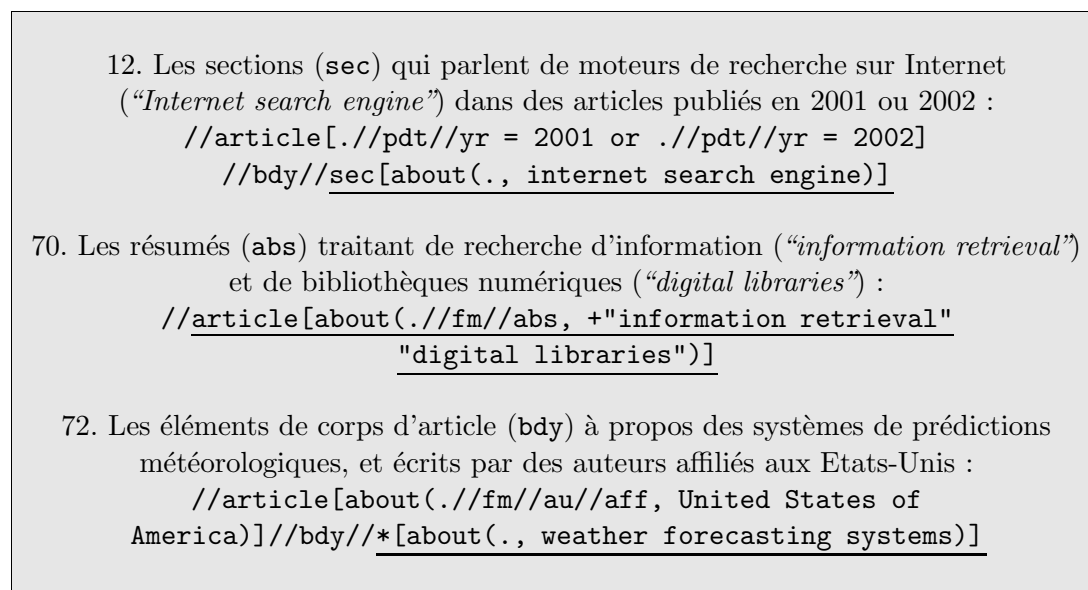 12. Les sections (sec) qui parlent de moteurs de recherche sur Internet
(“Internet search engine”) dans des articles publiés en 2001 ou 2002 :
//article[.//pdt//yr = 2001 or .//pdt//yr = 2002]
//bdy//sec[about(., internet search engine)]
70. Les résumés (abs) traitant de recherche d'information (“information retrieval”)
et de bibliothèques numériques (“digital libraries”) :
//article[about(.//fm//abs, +"information retrieval"
"digital libraries")]
72. Les éléments de corps d'article (bdy) à propos des systèmes de prédictions
météorologiques, et écrits par des auteurs affiliés aux Etats-Unis :
//article[about(.//fm//au//aff, United States of
America)]//bdy//*[about(., weather forecasting systems)]